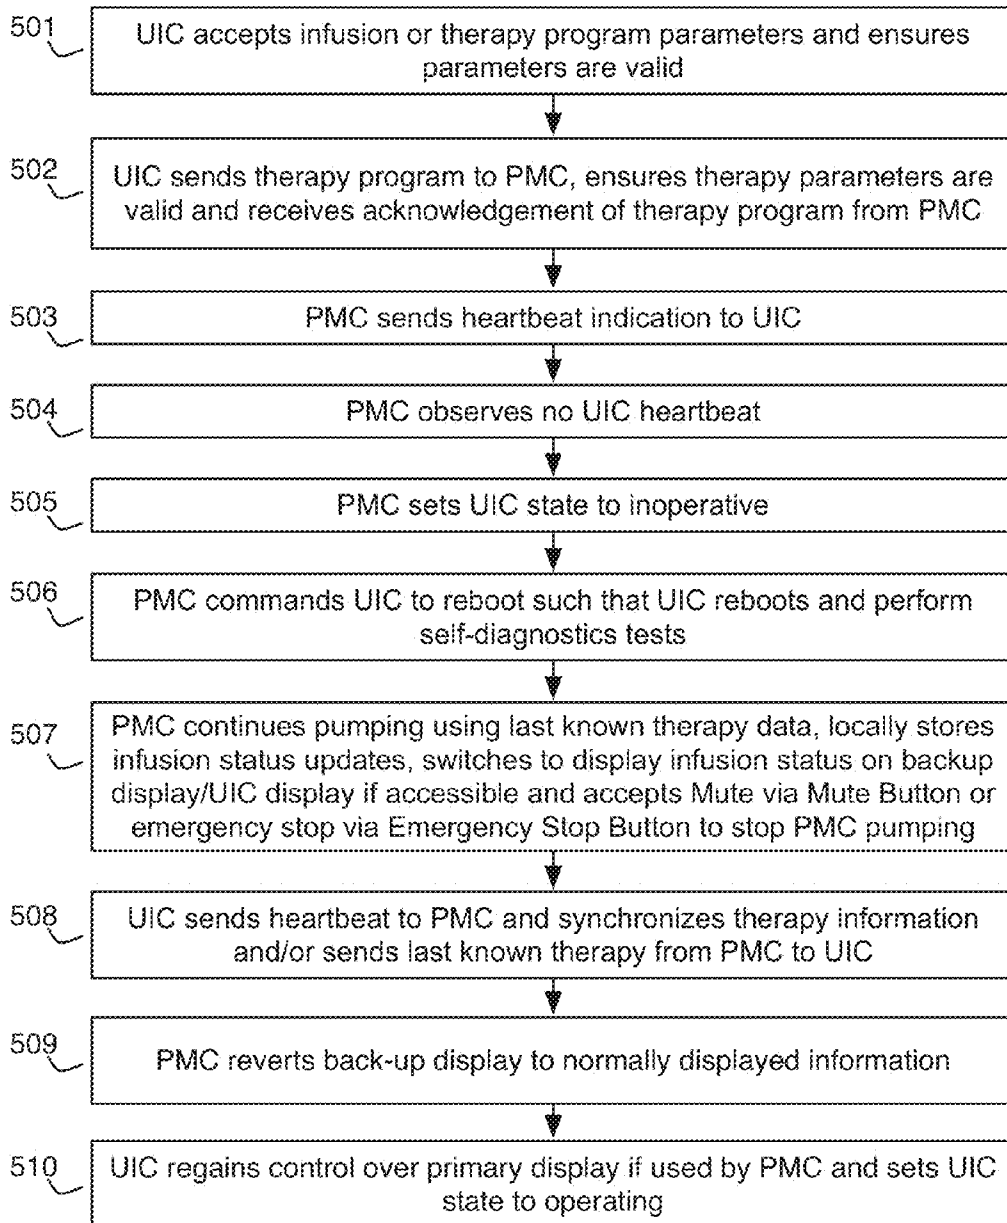 501
UIC accepts infusion or therapy program parameters and ensures
parameters are valid
502
UIC sends therapy program to PMC, ensures therapy parameters are
valid and receives acknowledgement of therapy program from PMC
503
PMC sends heartbeat indication to UIC
504
PMC observes no UIC heartbeat
505
PMC sets UIC state to inoperative
506
PMC commands UIC to reboot such that UIC reboots and perform
self-diagnostics tests
507
PMC continues pumping using last known therapy data, locally stores
infusion status updates, switches to display infusion status on backup
display/UIC display if accessible and accepts Mute via Mute Button or
emergency stop via Emergency Stop Button to stop PMC pumping
508
UIC sends heartbeat to PMC and synchronizes therapy information
and/or sends last known therapy from PMC to UIC
509
PMC reverts back-up display to normally displayed information
510
UIC regains control over primary display if used by PMC and sets UIC
state to operating